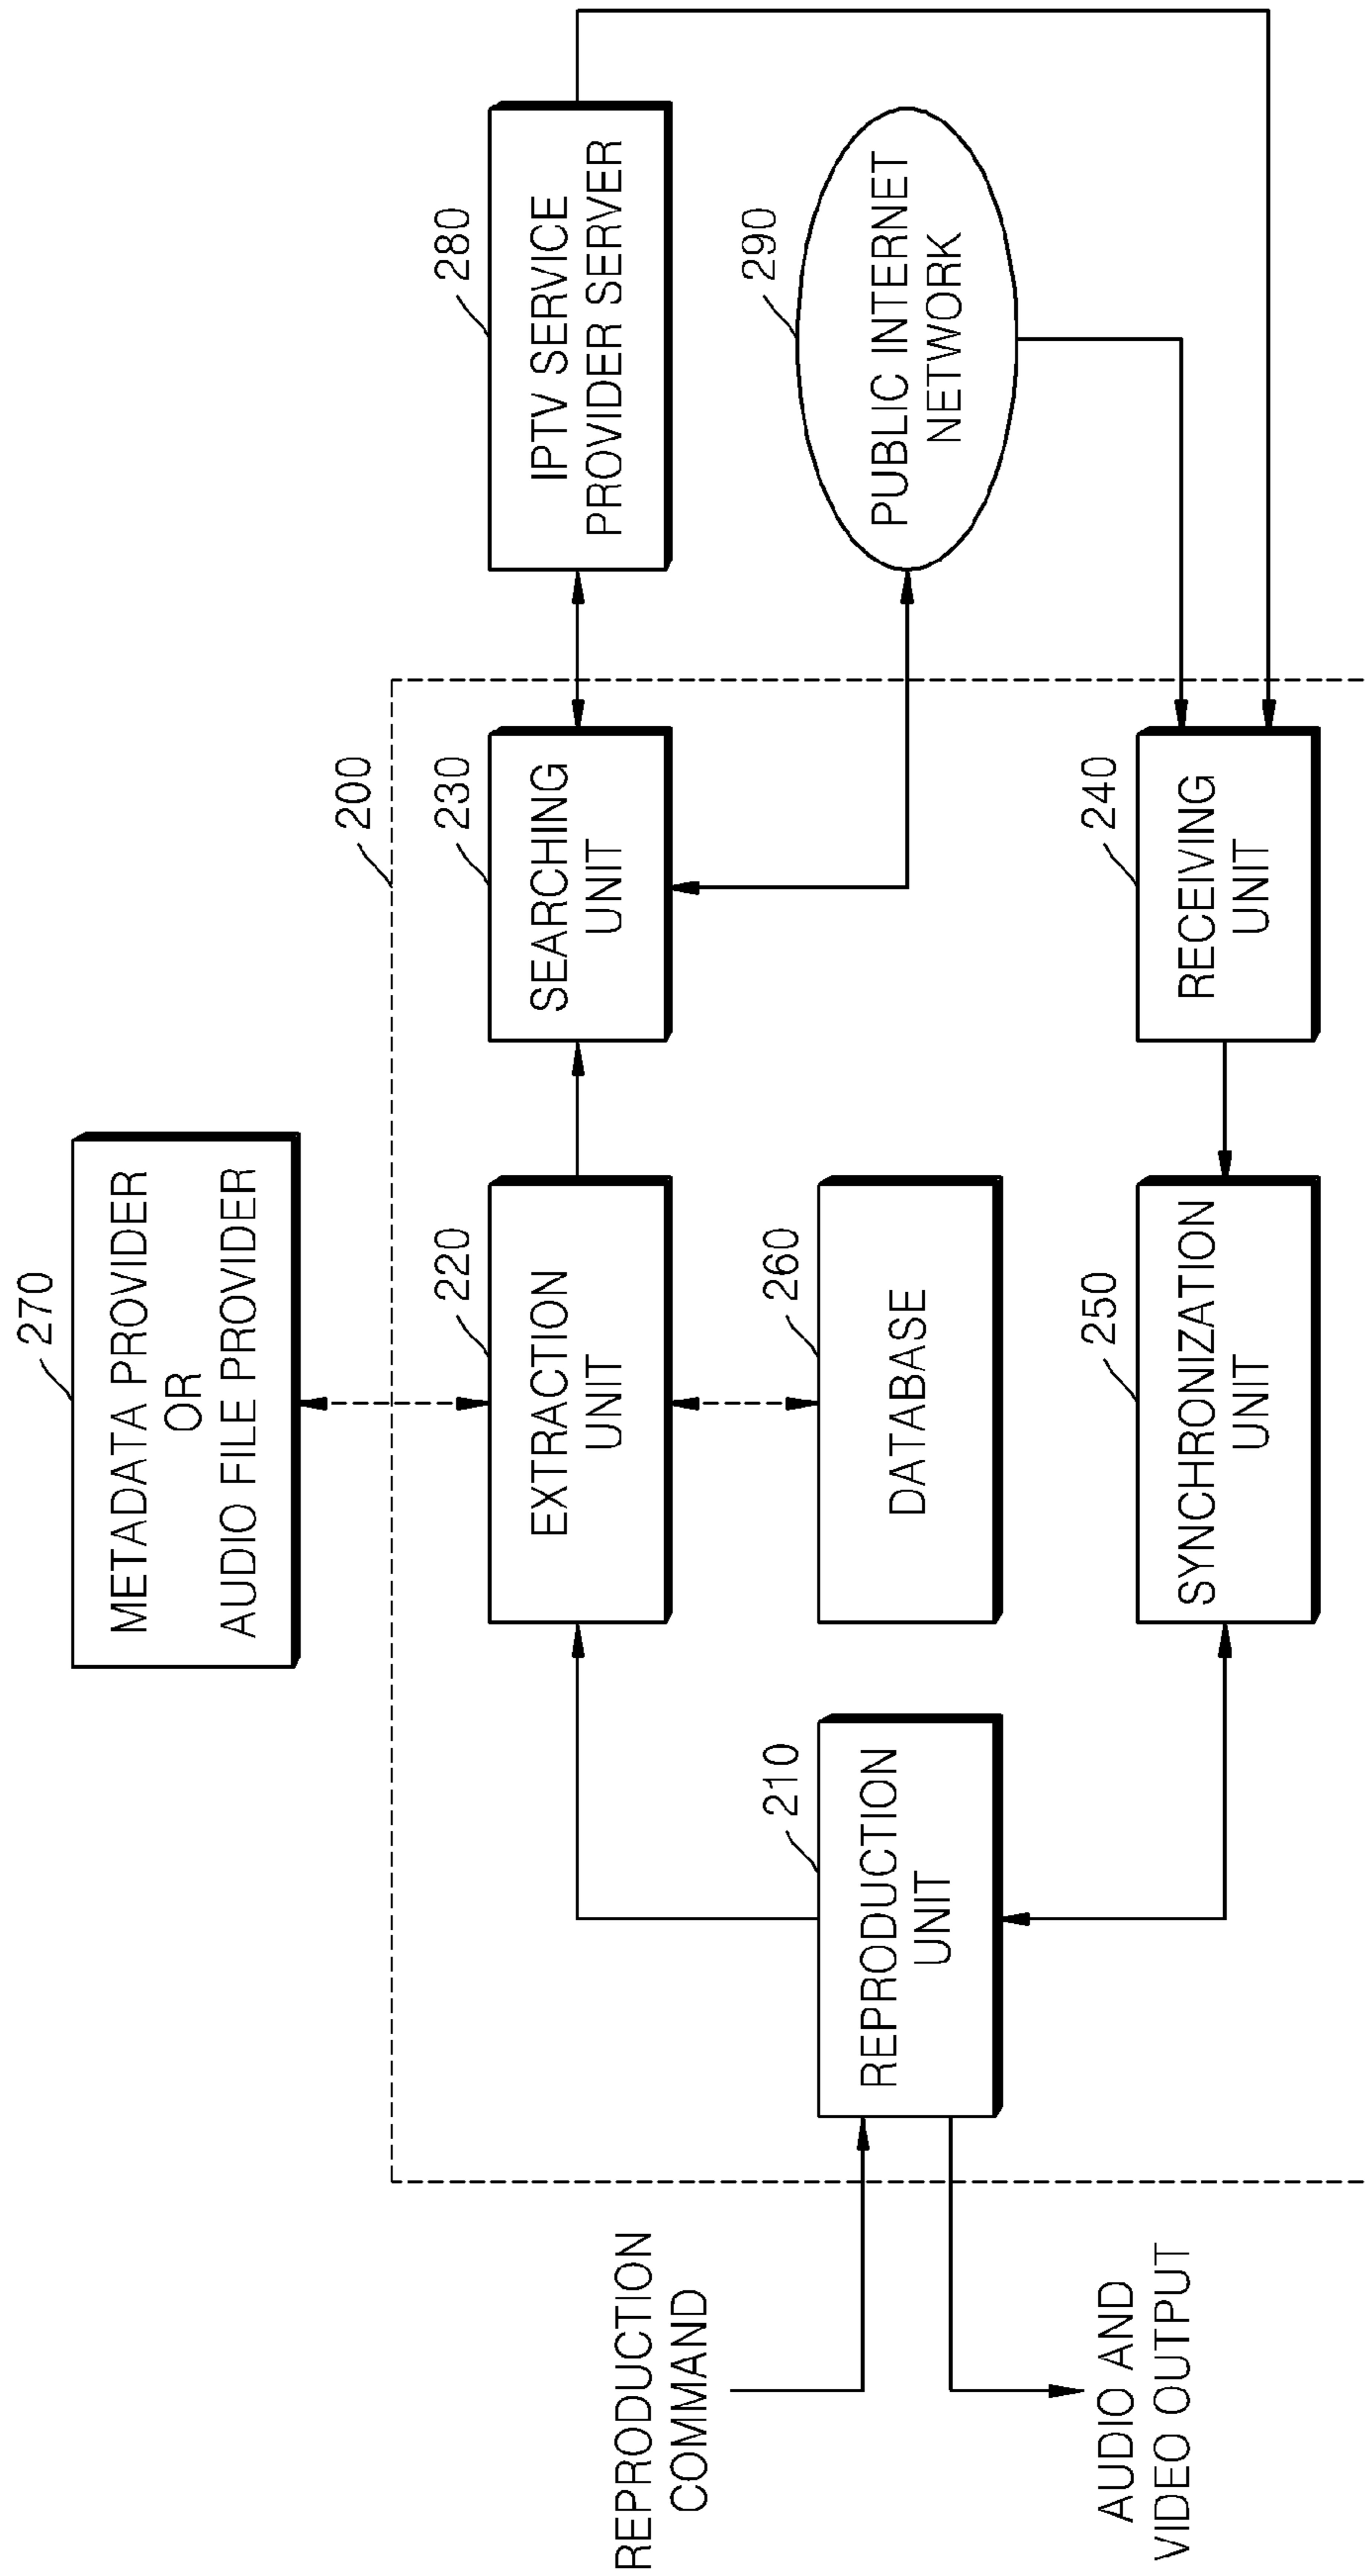 270
METADATA PROVIDER
OR
AUDIO FILE PROVIDER
200
220
EXTRACTION
UNIT
230
SEARCHING
UNIT
280
IPTV SERVICE
PROVIDER SERVER
REPRODUCTION
COMMAND
210
REPRODUCTION
UNIT
260
DATABASE
290
PUBLIC INTERNET
NETWORK
AUDIO AND
VIDEO OUTPUT
250
SYNCHRONIZATION
UNIT
240
RECEIVING
UNIT